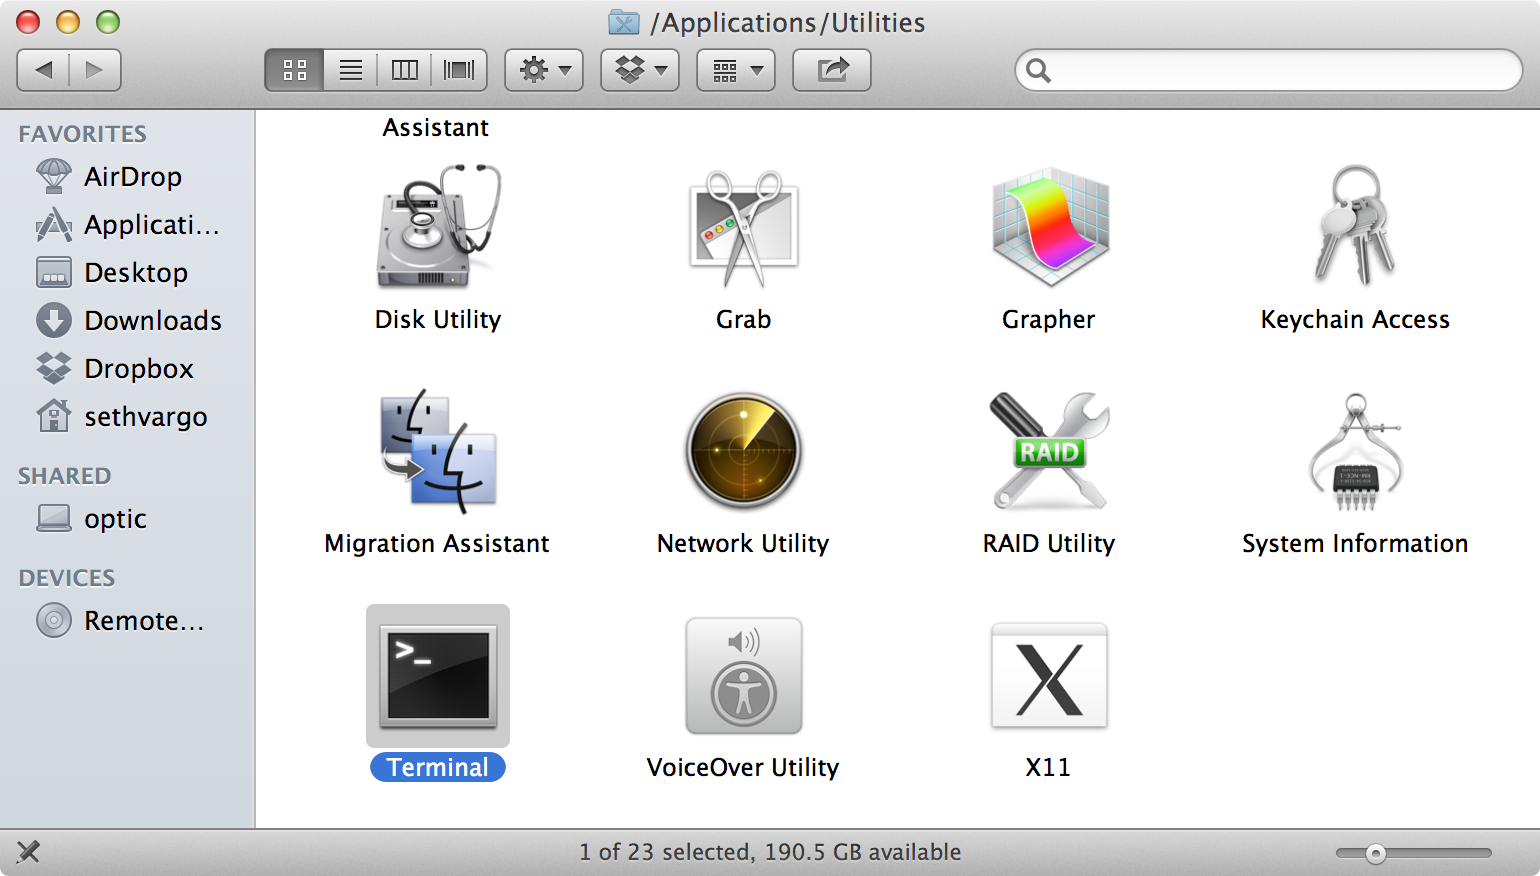 /Applications/Utilities
FAVORITES
AirDrop
Applicati...
Desktop
Downloads
Dropbox
sethvargo
SHARED
optic
DEVICES
Remote...
Assistant
Disk Utility
Grab
Grapher
Keychain Access
RAID
Migration Assistant
Network Utility
RAID Utility
System Information
>_
Terminal
VoiceOver Utility
X
X11
1 of 23 selected, 190.5 GB available